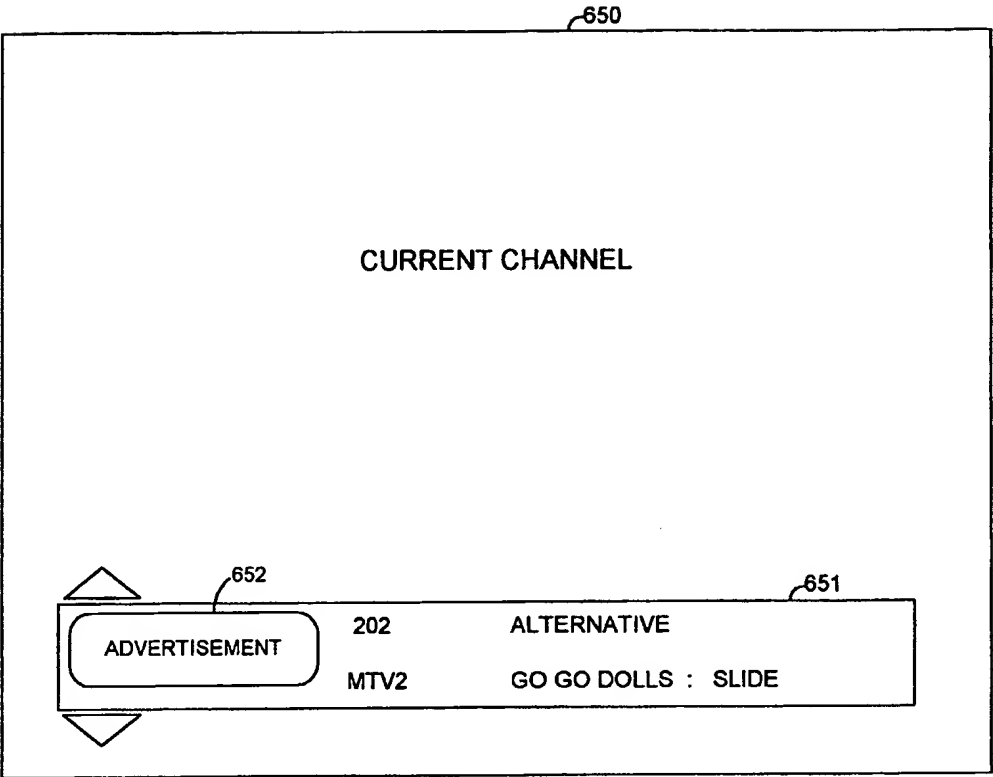 650
CURRENT CHANNEL
652
651
ADVERTISEMENT
202 ALTERNATIVE
MTV2 GO GO DOLLS : SLIDE